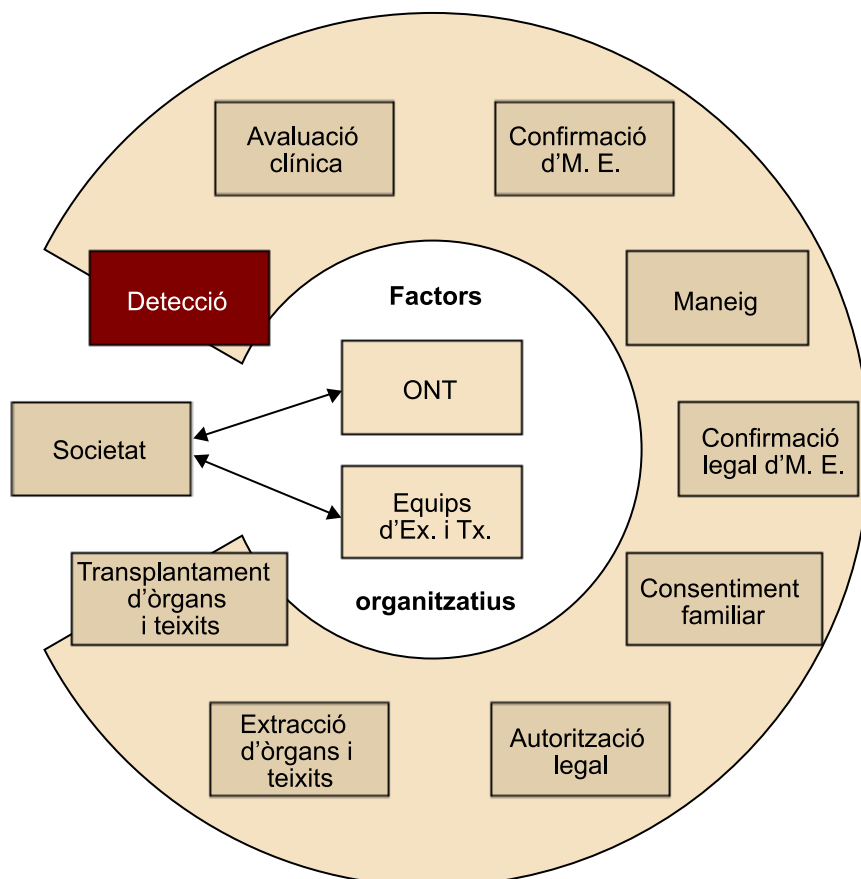 Avaluació
clínica
Confirmació
d’M. E.
Detecció
Factors
Maneig
ONT
Societat
Confirmació
legal d’M. E.
Equips
d’Ex. i Tx.
Transplantament
d’òrgans
i teixits
organitzatius
Consentiment
familiar
Extracció
d’òrgans i
teixits
Autorització
legal